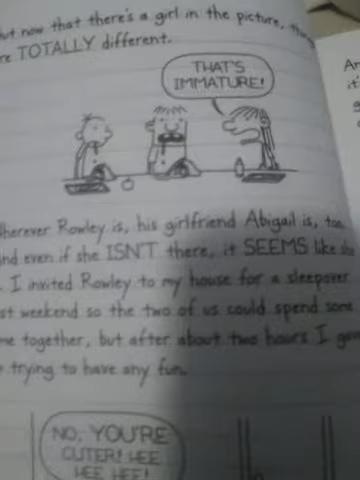 ut now that there's a girl in the picture,
re TOTALLY different.
THAT'S
IMMATURE!
An
it'
herever Rowley is, his girlfriend Abigail is, too.
nd even if she ISN'T there, it SEEMS like
I invited Rowley to my house for a sleepover
st weekend so the two of us could spend some
me together, but after about two hours I gav
trying to have any fun.
NO, YOU'RE
CUTER! HEE
HEE HEE!